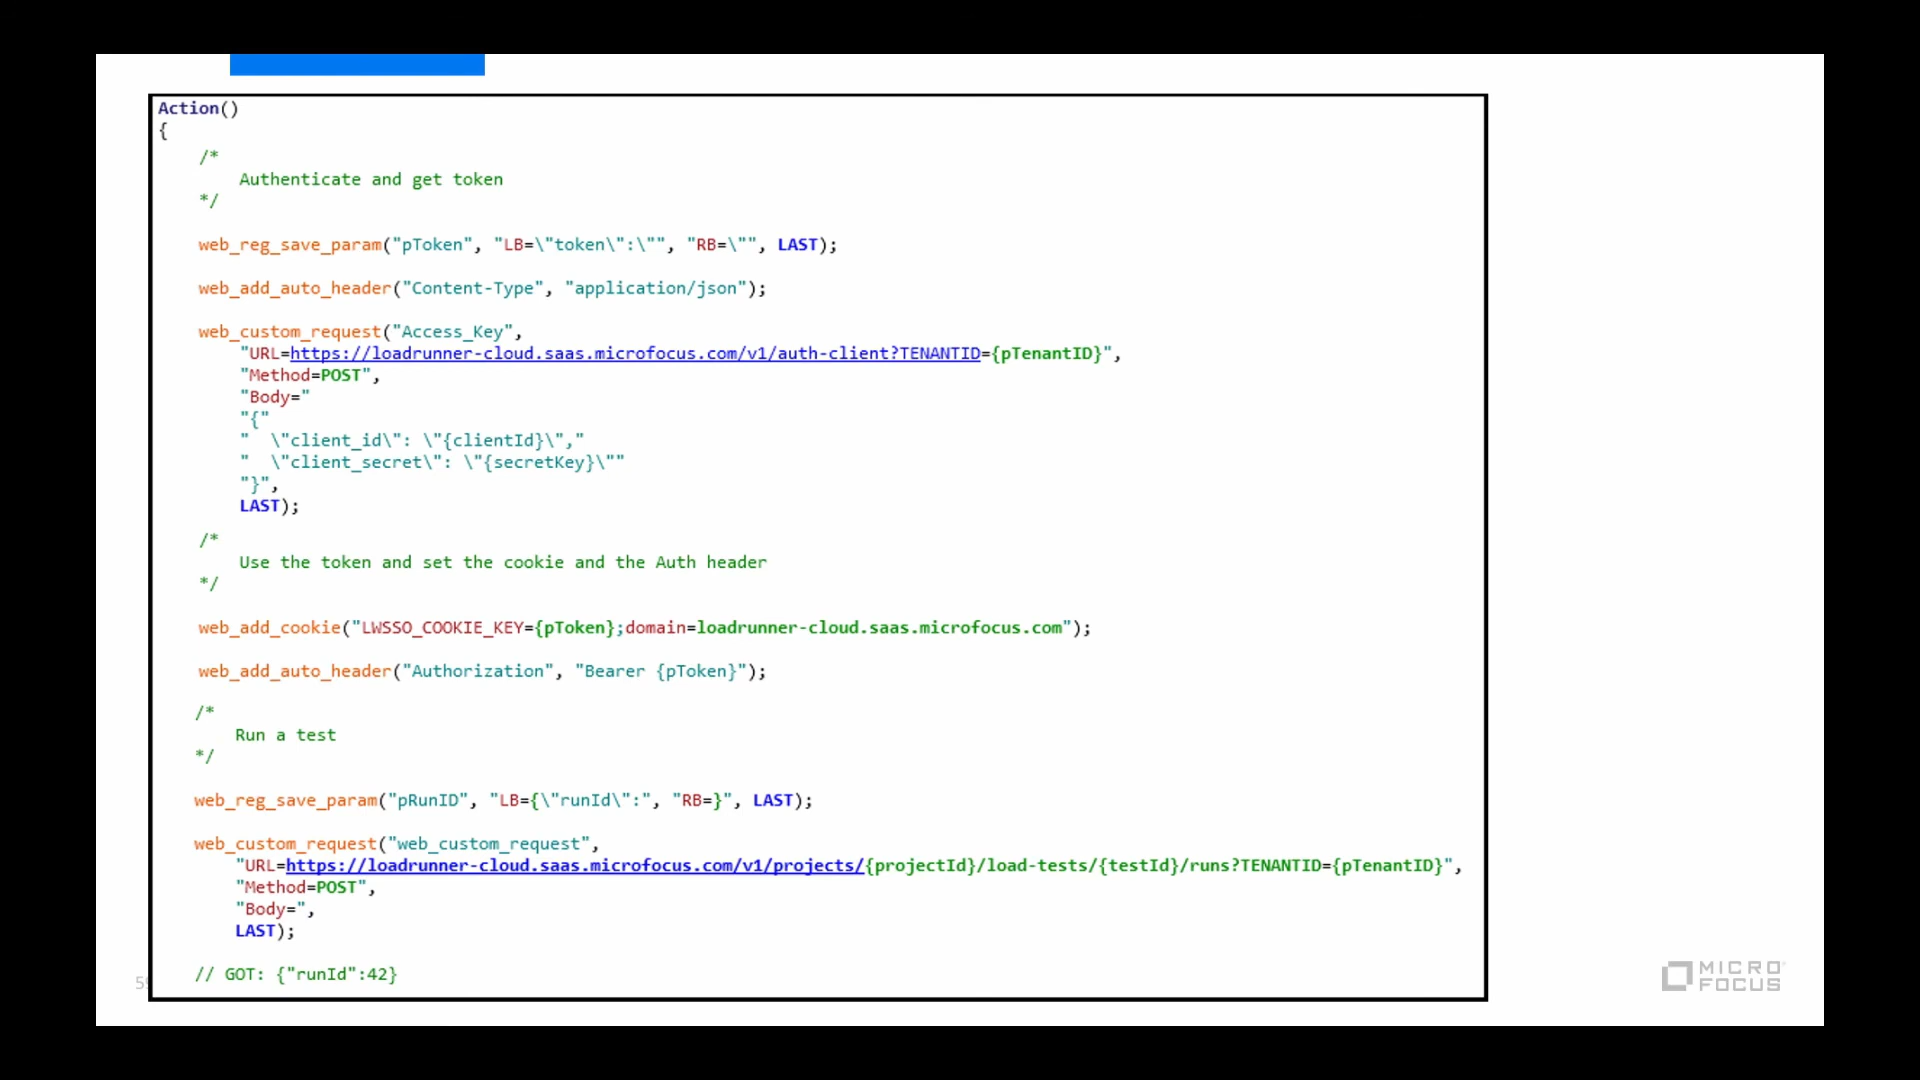 Action()
{
/*
Authenticate and get token
*/
web_reg_save_param("pToken", "LB=\"token\":\"", "RB=\"", LAST);
web_add_auto_header("Content-Type", "application/json");
web_custom_request("Access_Key",
"URL=https://loadrunner-cloud.saas.microfocus.com/v1/auth-client?TENANTID={pTenantID}",
"Method=POST",
"Body="
"{"
"  \"client_id\": \"{clientId}\","
"  \"client_secret\": \"{secretKey}\""
"}",
LAST);
/*
Use the token and set the cookie and the Auth header
*/
web_add_cookie("LWSSO_COOKIE_KEY={pToken};domain=loadrunner-cloud.saas.microfocus.com");
web_add_auto_header("Authorization", "Bearer {pToken}");
/*
Run a test
*/
web_reg_save_param("pRunID", "LB={\"runId\":", "RB=}", LAST);
web_custom_request("web_custom_request",
"URL=https://loadrunner-cloud.saas.microfocus.com/v1/projects/{projectId}/load-tests/{testId}/runs?TENANTID={pTenantID}",
"Method=POST",
"Body=",
LAST);
// GOT: {"runId":42}
MICRO
FOCUS